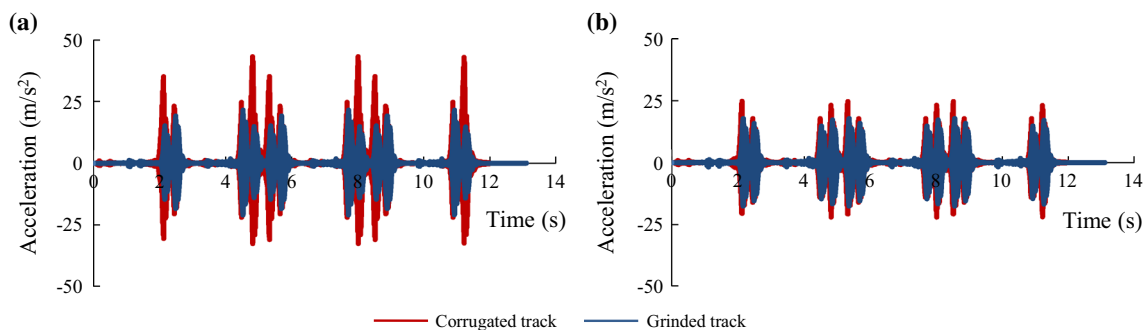 (a)
50
25
0
-25
-50
Acceleration (m/s²)
0 2 4 6 8 10 12 14
Time (s)
(b)
50
25
0
-25
-50
Acceleration (m/s²)
0 2 4 6 8 10 12 14
Time (s)
Corrugated track Grinded track